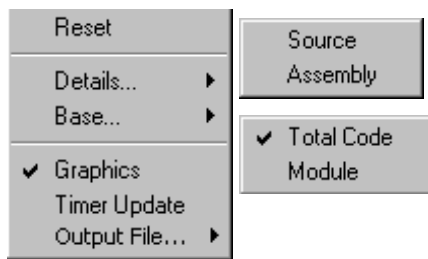 Reset
Details...
Base...
Graphics
Timer Update
Output File...
Source
Assembly
Total Code
Module